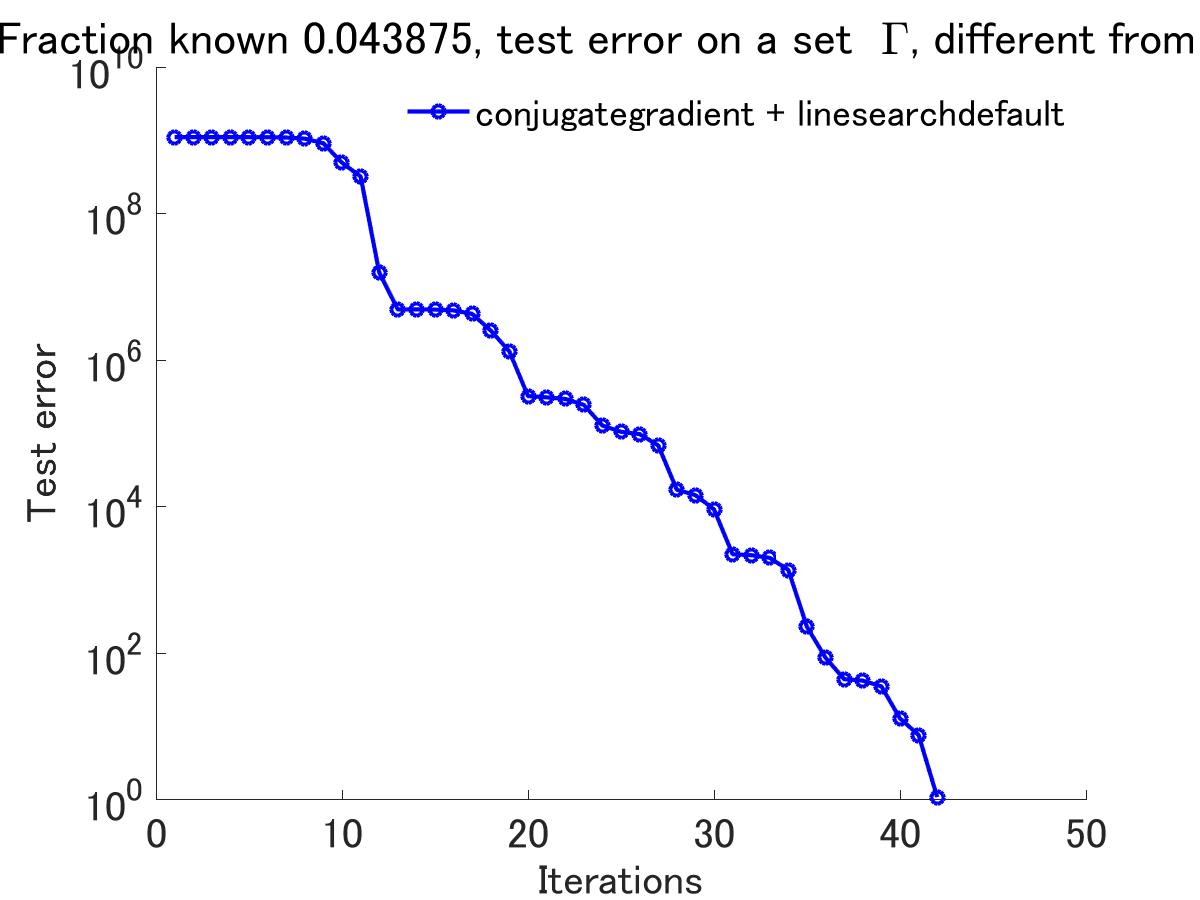 Fraction known 0.043875, test error on a set Γ, different from
10^10
conjugategradient + linesearchdefault
10^8
10^6
Test error
10^4
10^2
10^0
0 10 20 30 40 50
Iterations